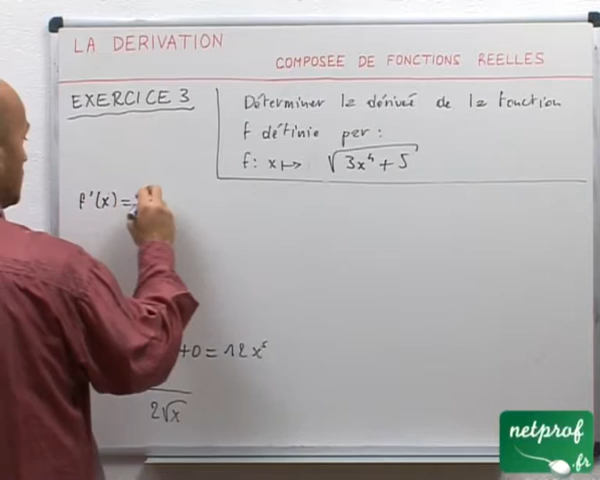 LA DERIVATION
COMPOSEE DE FONCTIONS REELLES
EXERCICE 3
Déterminer la dérivée de la fonction
f définie par :
f: x ↦ √(3x⁴ + 5)
f'(x) =
+0 = 12x
2√x
netprof
.fr